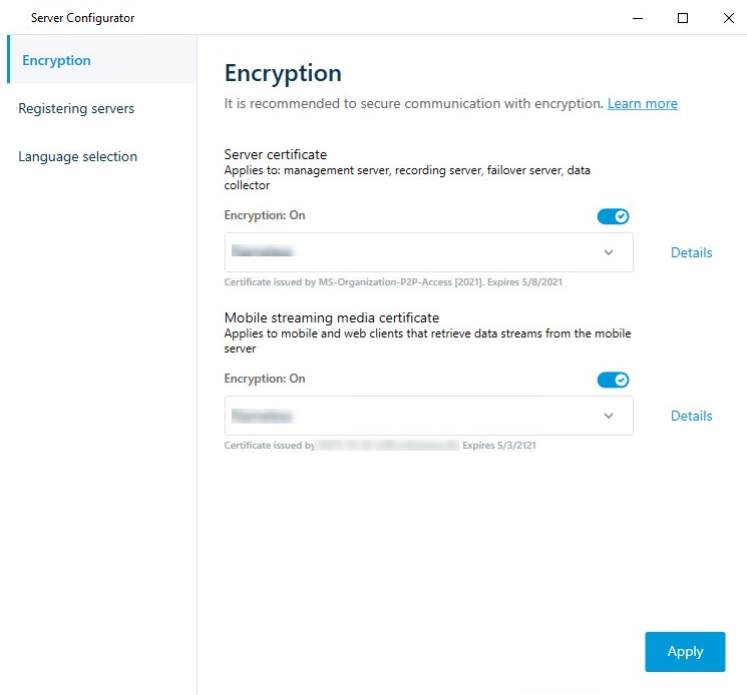 Server Configurator
Encryption
Registering servers
Language selection
Encryption
It is recommended to secure communication with encryption. Learn more
Server certificate
Applies to: management server, recording server, failover server, data
collector
Encryption: On
Details
Certificate issued by MS-Organization-P2P-Access [2021]. Expires 5/8/2021
Mobile streaming media certificate
Applies to mobile and web clients that retrieve data streams from the mobile
server
Encryption: On
Details
Certificate issued by Expires 5/3/2121
Apply